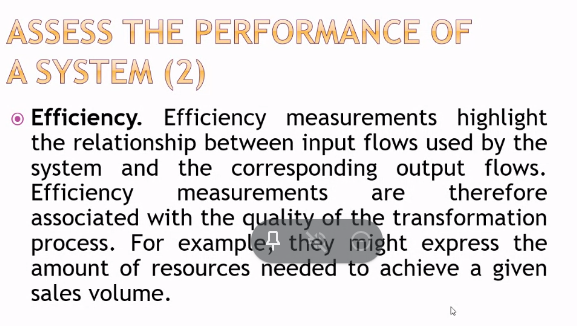 ASSESS THE PERFORMANCE OF
A SYSTEM (2)
Efficiency. Efficiency measurements highlight
the relationship between input flows used by the
system and the corresponding output flows.
Efficiency measurements are therefore
associated with the quality of the transformation
process. For example, they might express the
amount of resources needed to achieve a given
sales volume.